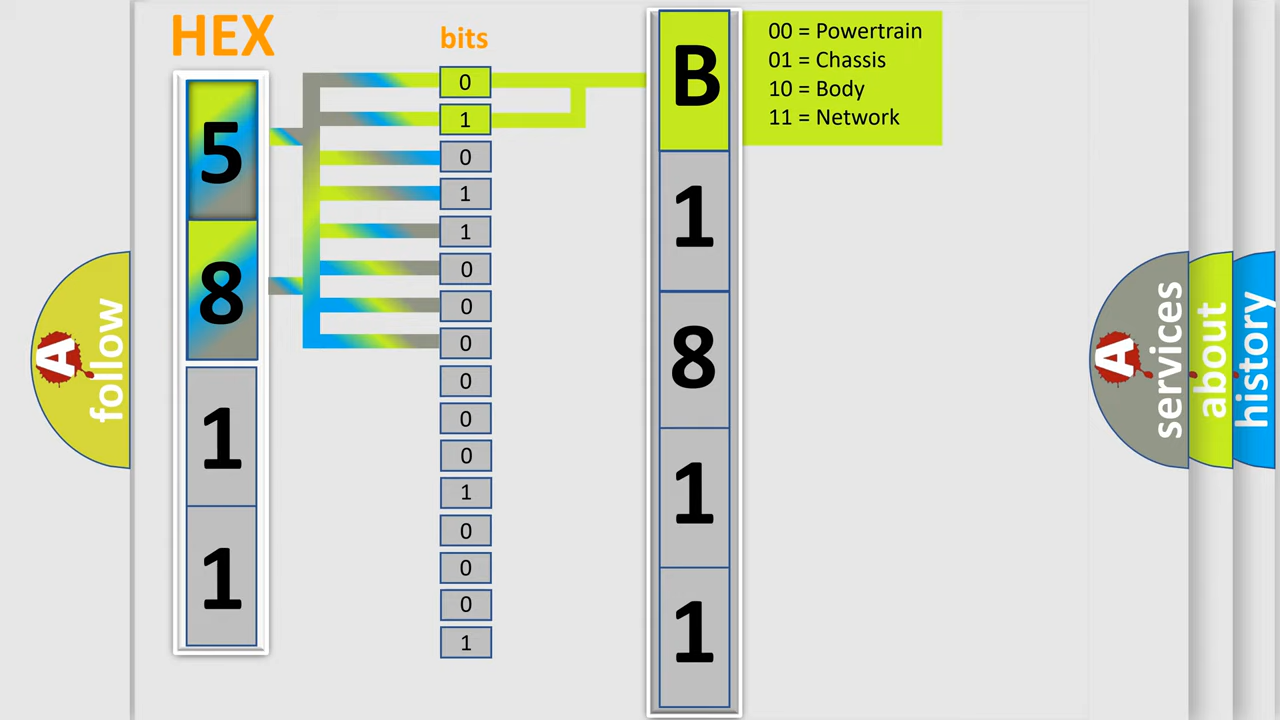 HEX
bits
5
8
1
1
0
1
0
1
1
0
0
0
0
0
0
1
0
0
0
1
B
1
8
1
1
00 = Powertrain
01 = Chassis
10 = Body
11 = Network
A
follow
A
services
about
history